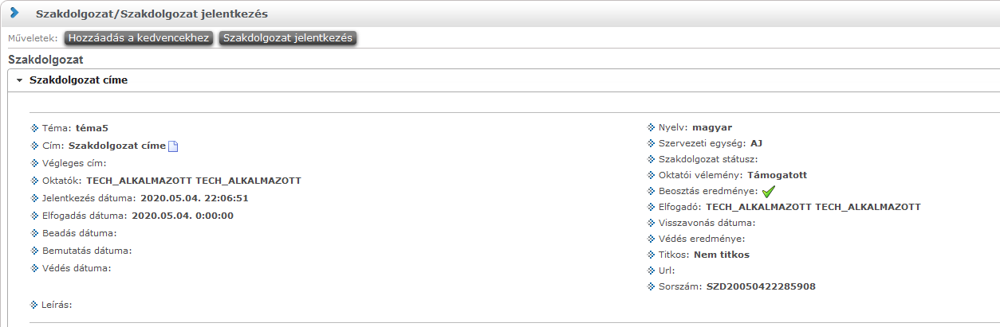 Szakdolgozat/Szakdolgozat jelentkezés
Műveletek: Hozzáadás a kedvencekhez Szakdolgozat jelentkezés
Szakdolgozat
Szakdolgozat címe
Téma: téma5
Cím: Szakdolgozat címe
Végleges cím:
Oktatók: TECH_ALKALMAZOTT TECH_ALKALMAZOTT
Jelentkezés dátuma: 2020.05.04. 22:06:51
Elfogadás dátuma: 2020.05.04. 0:00:00
Beadás dátuma:
Bemutatás dátuma:
Védés dátuma:
Leírás:
Nyelv: magyar
Szervezeti egység: AJ
Szakdolgozat státusz:
Oktatói vélemény: Támogatott
Beosztás eredménye:
Elfogadó: TECH_ALKALMAZOTT TECH_ALKALMAZOTT
Visszavonás dátuma:
Védés eredménye:
Titkos: Nem titkos
Url:
Sorszám: SZD20050422285908